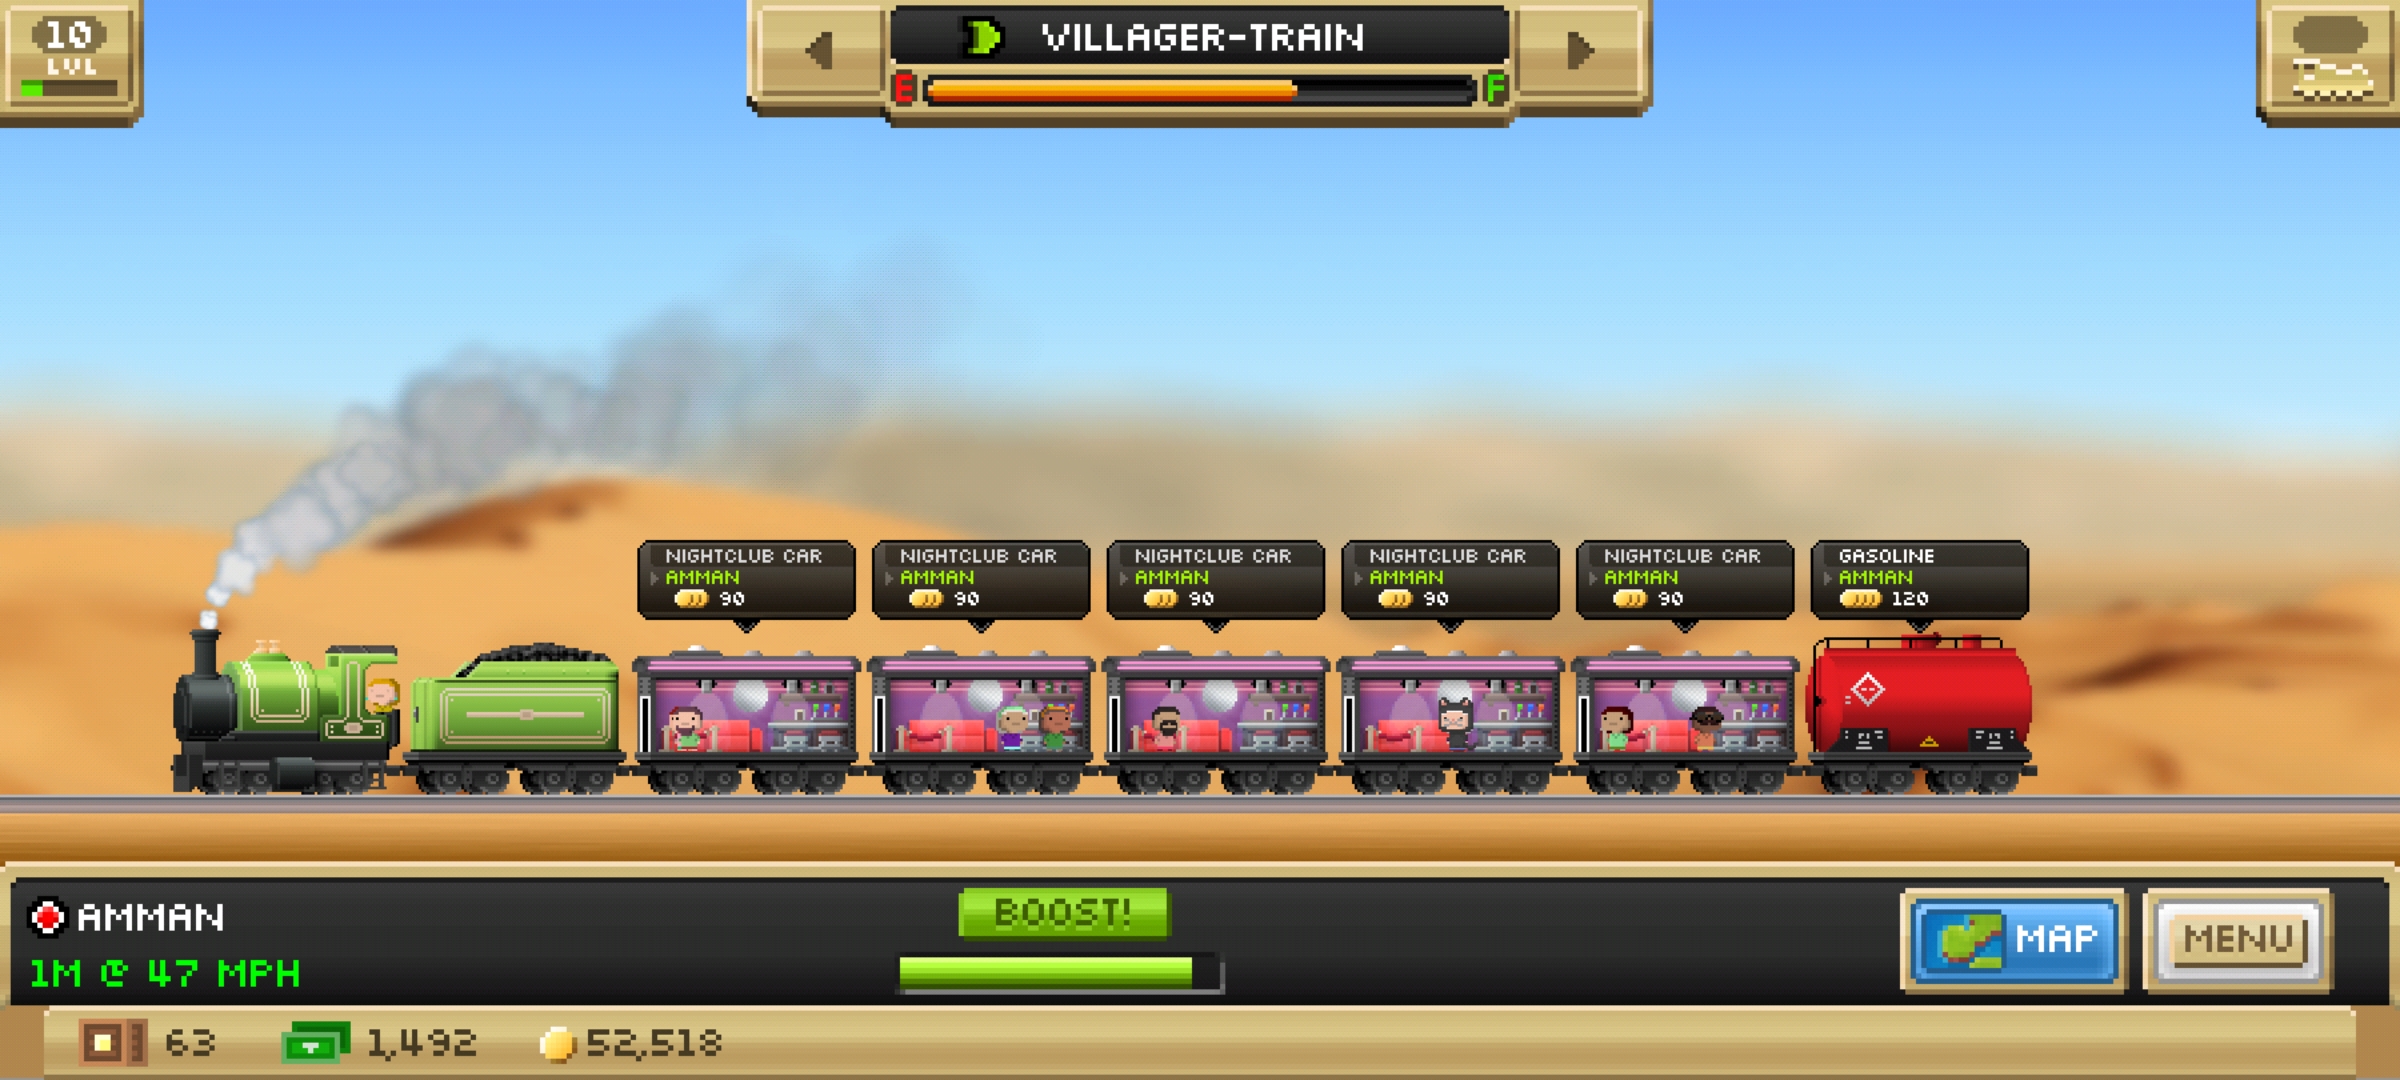 10
LVL
VILLAGER-TRAIN
E F
NIGHTCLUB CAR
AMMAN
90
NIGHTCLUB CAR
AMMAN
90
NIGHTCLUB CAR
AMMAN
90
NIGHTCLUB CAR
AMMAN
90
NIGHTCLUB CAR
AMMAN
90
GASOLINE
AMMAN
120
AMMAN
1M @ 47 MPH
BOOST!
MAP
MENU
63 1,492 52,518